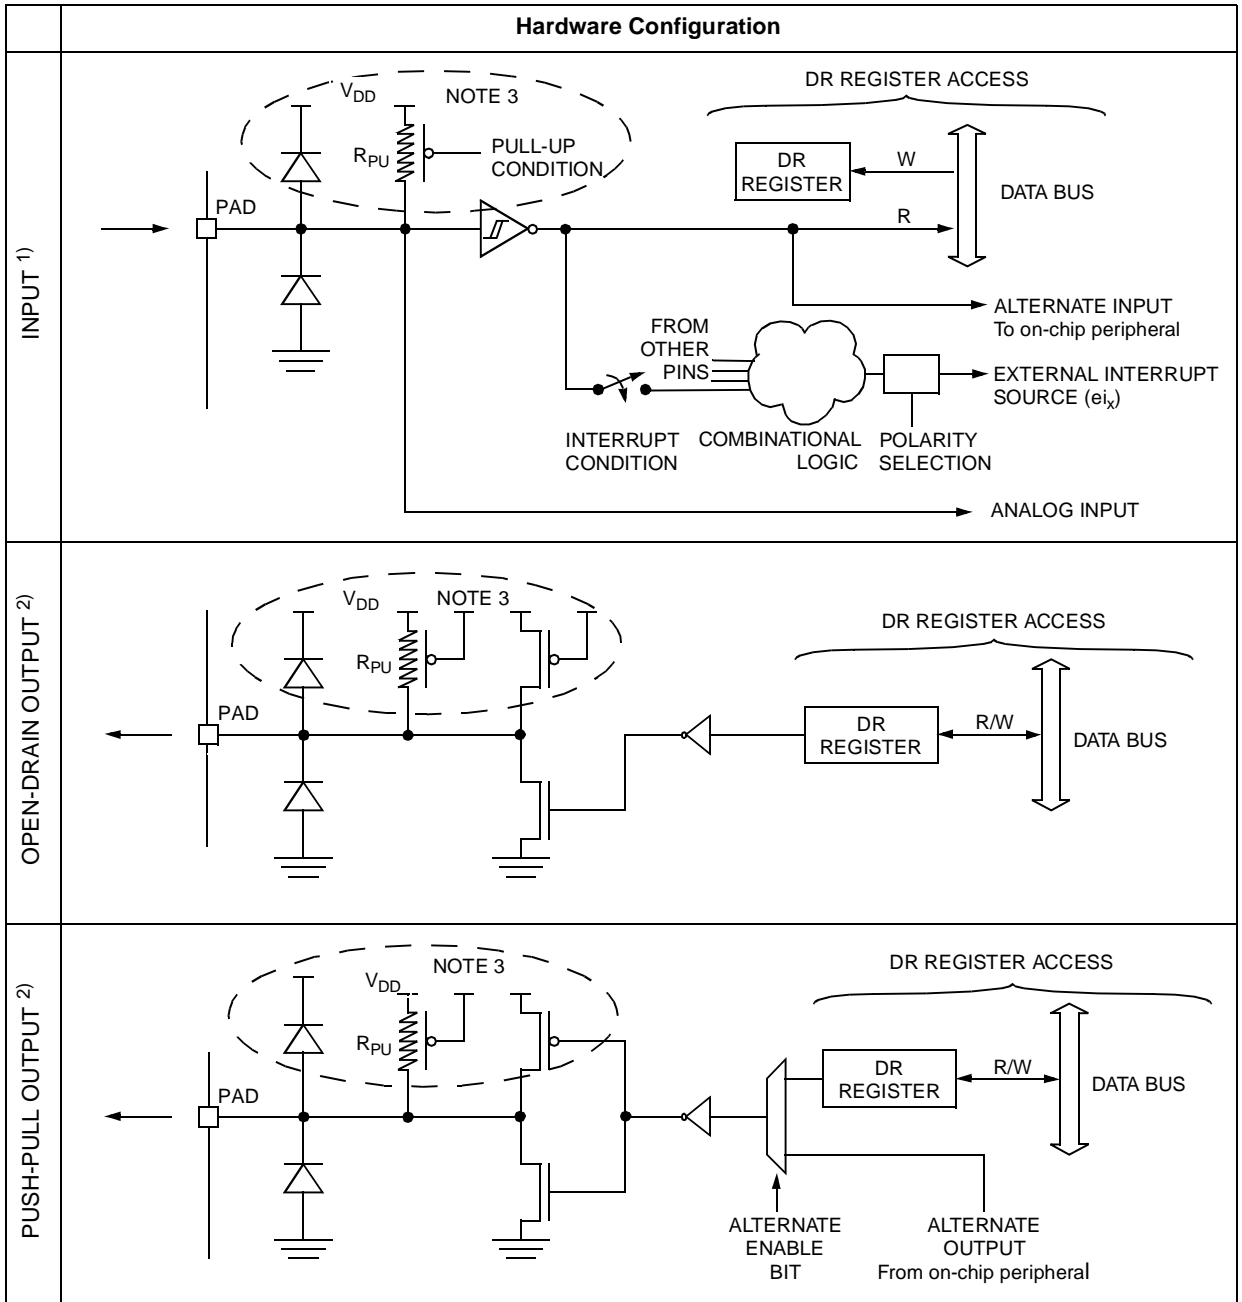 Hardware Configuration
INPUT 1)
DR REGISTER ACCESS
VDD
NOTE 3
RPU
PULL-UP
CONDITION
DR
REGISTER
W
DATA BUS
PAD
R
ALTERNATE INPUT
To on-chip peripheral
FROM
OTHER
PINS
EXTERNAL INTERRUPT
SOURCE (eix)
INTERRUPT
CONDITION
COMBINATIONAL
LOGIC
POLARITY
SELECTION
ANALOG INPUT
OPEN-DRAIN OUTPUT 2)
VDD
NOTE 3
DR REGISTER ACCESS
RPU
PAD
DR
REGISTER
R/W
DATA BUS
PUSH-PULL OUTPUT 2)
NOTE 3
DR REGISTER ACCESS
VDD
RPU
DR
REGISTER
R/W
DATA BUS
PAD
ALTERNATE
ENABLE
BIT
ALTERNATE
OUTPUT
From on-chip peripheral